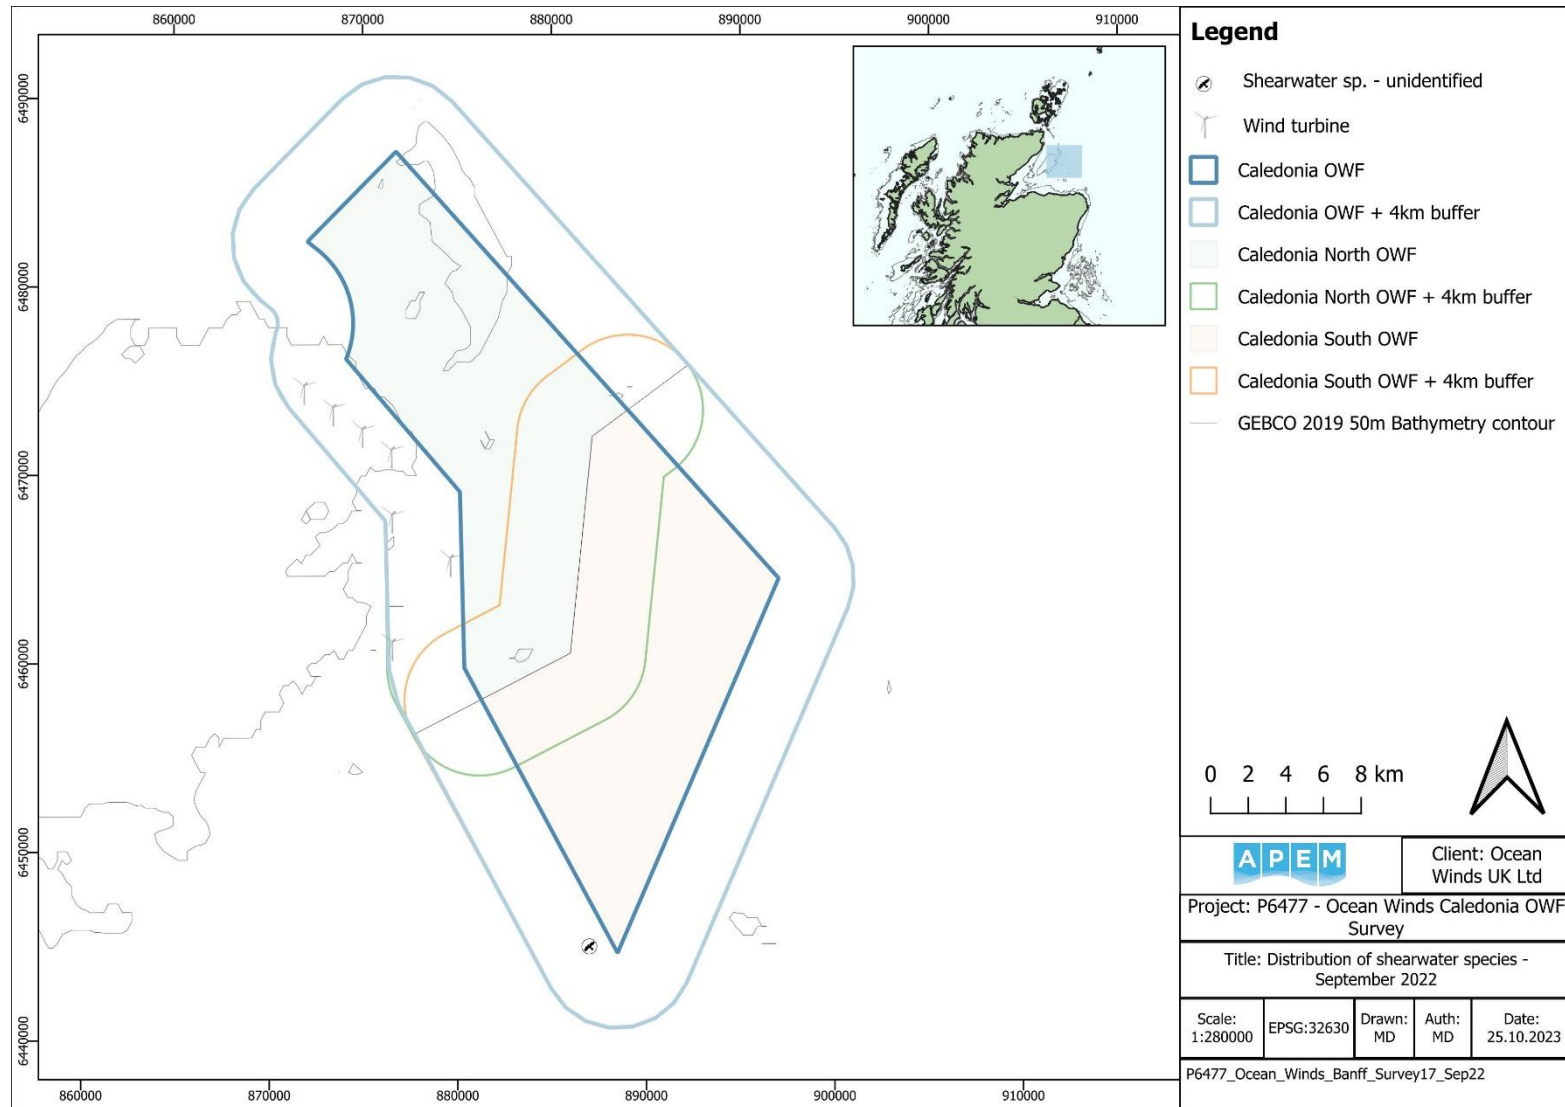 860000 870000 880000 890000 900000 910000
6490000
6480000
6470000
6460000
6450000
6440000
860000 870000 880000 890000 900000 910000
Legend
Shearwater sp. - unidentified
Wind turbine
Caledonia OWF
Caledonia OWF + 4km buffer
Caledonia North OWF
Caledonia North OWF + 4km buffer
Caledonia South OWF
Caledonia South OWF + 4km buffer
GEBCO 2019 50m Bathymetry contour
0 2 4 6 8 km
APEM
Client: Ocean
Winds UK Ltd
Project: P6477 - Ocean Winds Caledonia OWF
Survey
Title: Distribution of shearwater species -
September 2022
Scale:
1:280000
EPSG:32630
Drawn:
MD
Auth:
MD
Date:
25.10.2023
P6477_Ocean_Winds_Banff_Survey17_Sep22